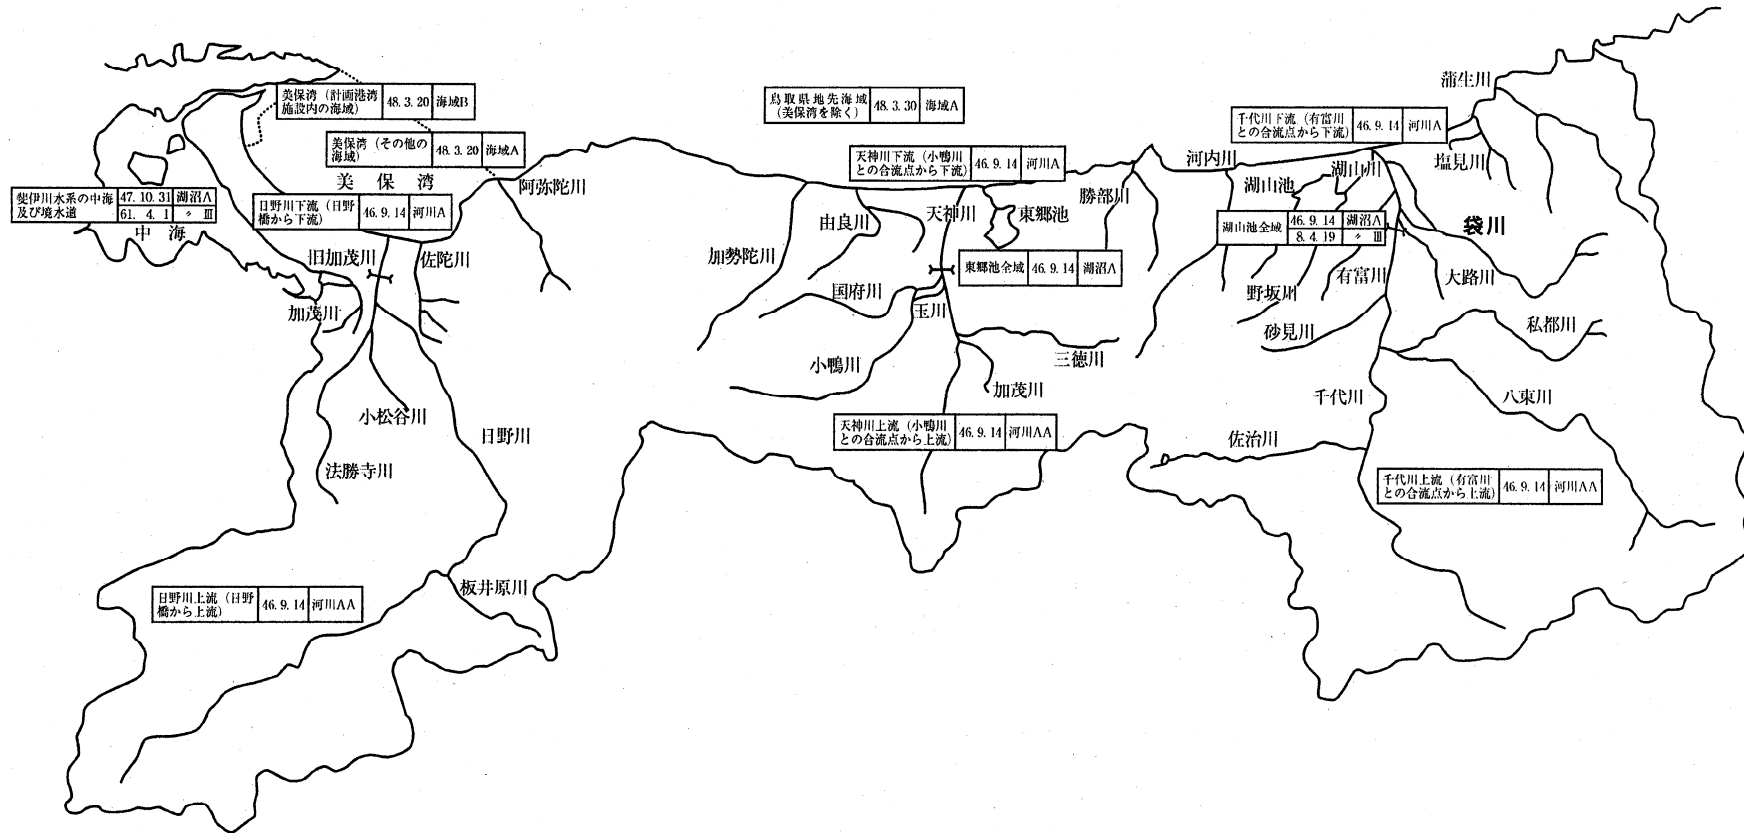 美保湾（計画港湾
施設内の海域） 48.3.20 海域B
美保湾（その他の
海域） 48.3.20 海域A
鳥取県地先海域
（美保湾を除く） 48.3.30 海域A
千代川下流（有富川
との合流点から下流） 46.9.14 河川A
蒲生川
塩見川
天神川下流（小鴨川
との合流点から下流） 46.9.14 河川A
河内川
湖山池
湖山川
美保湾
阿弥陀川
斐伊川水系の中海
及び境水道 47.10.31 湖沼A
61.4.1 〃 III
中海
日野川下流（日野
橋から下流） 46.9.14 河川A
由良川
天神川
東郷池
勝部川
湖山池全域 46.9.14 湖沼A
8.4.19 〃 III
袋川
旧加茂川
佐陀川
加勢陀川
東郷池全域 46.9.14 湖沼A
有富川
大路川
加茂川
国府川
玉川
野坂川
砂見川
私都川
小鴨川
三徳川
加茂川
千代川
八東川
小松谷川
日野川
天神川上流（小鴨川
との合流点から上流） 46.9.14 河川AA
佐治川
法勝寺川
千代川上流（有富川
との合流点から上流） 46.9.14 河川AA
日野川上流（日野
橋から上流） 46.9.14 河川AA
板井原川